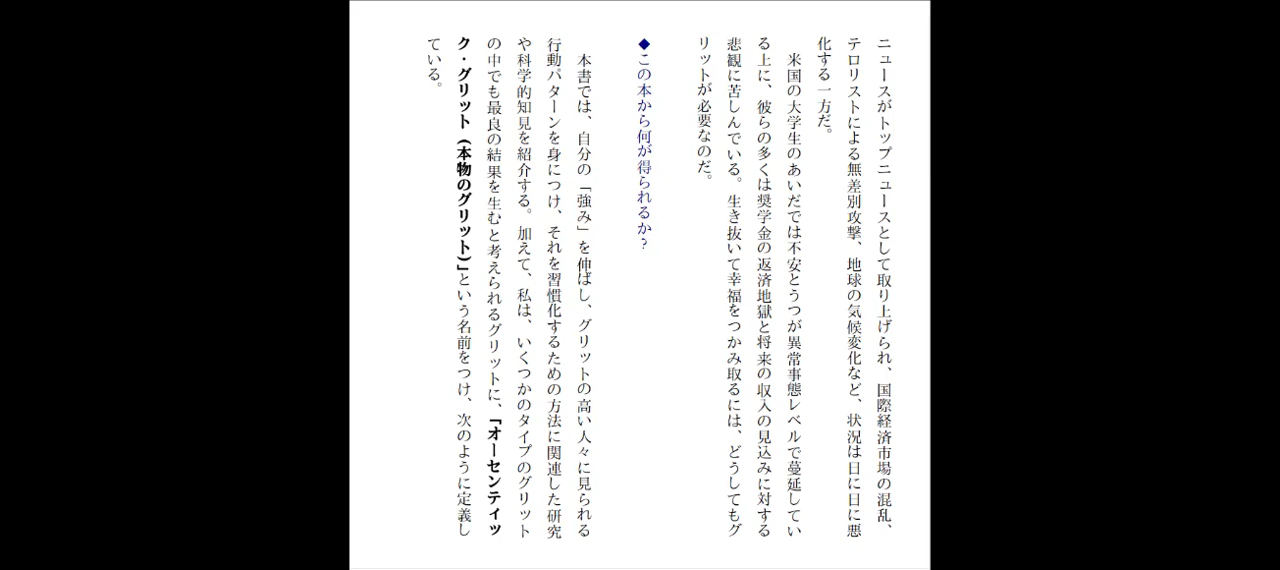 ニュースがトップニュースとして取り上げられ、国際経済市場の混乱、
テロリストによる無差別攻撃、地球の気候変化など、状況は日に日に悪
化する一方だ。
米国の大学生のあいだでは不安とうつが異常事態レベルで蔓延してい
る上に、彼らの多くは奨学金の返済地獄と将来の収入の見込みに対する
悲観に苦しんでいる。生き抜いて幸福をつかみ取るには、どうしてもグ
リットが必要なのだ。
◆この本から何が得られるか?
本書では、自分の「強み」を伸ばし、グリットの高い人々に見られる
行動パターンを身につけ、それを習慣化するための方法に関連した研究
や科学的知見を紹介する。加えて、私は、いくつかのタイプのグリット
の中でも最良の結果を生むと考えられるグリットに、「オーセンティッ
ク・グリット(本物のグリット)」という名前をつけ、次のように定義し
ている。